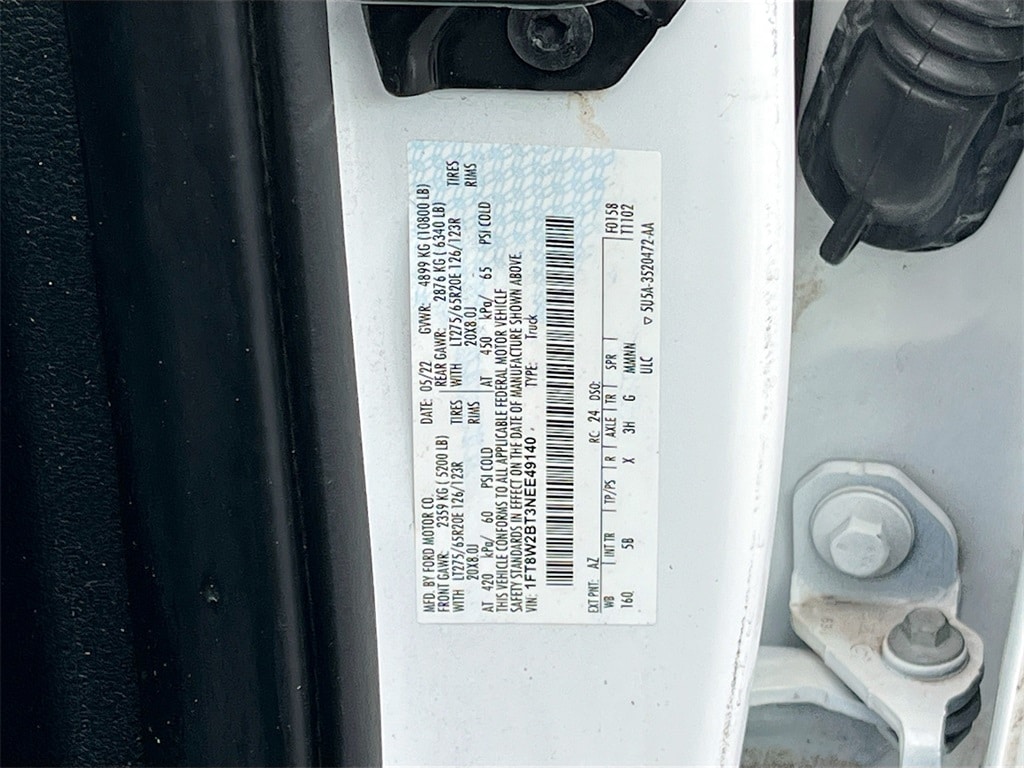 MFD. BY FORD MOTOR CO. DATE: 05/22 GVWR: 4899 KG (10800 LB)
FRONT GAWR: 2359 KG ( 5200 LB) REAR GAWR: 2876 KG ( 6340 LB)
WITH LT275/65R20E 126/123R TIRES WITH LT275/65R20E 126/123R TIRES
20X8.0J RIMS 20X8.0J RIMS
AT 420 kPa/ 60 PSI COLD AT 450 kPa/ 65 PSI COLD
THIS VEHICLE CONFORMS TO ALL APPLICABLE FEDERAL MOTOR VEHICLE
SAFETY STANDARDS IN EFFECT ON THE DATE OF MANUFACTURE SHOWN ABOVE.
VIN: 1FT8W2BT3NEE49140 TYPE: Truck
EXT PNT: AZ RC: 24 DSO: F0158
WB INT TR TP/PS R AXLE TR SPR T1102
160 5B X 3H G MMNNN
ULC ▽ 5U5A-3520472-AA